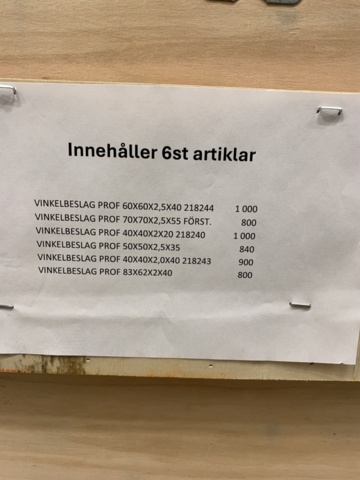 Innehåller 6st artiklar
VINKELBESLAG PROF 60X60X2,5X40 218244 1 000
VINKELBESLAG PROF 70X70X2,5X55 FÖRST. 800
VINKELBESLAG PROF 40X40X2X20 218240 1 000
VINKELBESLAG PROF 50X50X2,5X35 840
VINKELBESLAG PROF 40X40X2,0X40 218243 900
VINKELBESLAG PROF 83X62X2X40 800